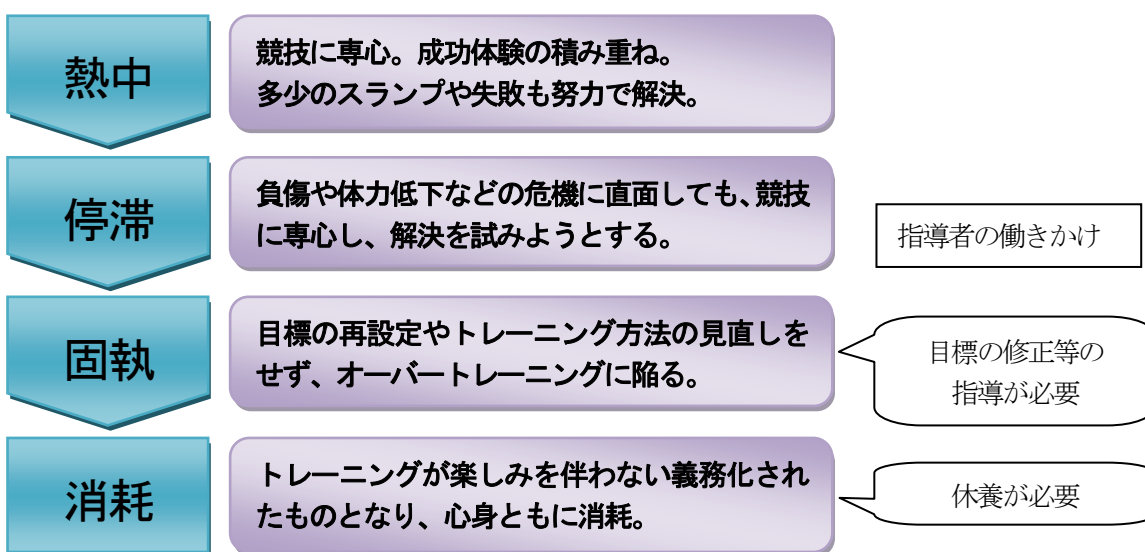 熱中
競技に専心。成功体験の積み重ね。
多少のスランプや失敗も努力で解決。
停滞
負傷や体力低下などの危機に直面しても、競技
に専心し、解決を試みようとする。
指導者の働きかけ
固執
目標の再設定やトレーニング方法の見直しを
せず、オーバートレーニングに陥る。
目標の修正等の
指導が必要
消耗
トレーニングが楽しみを伴わない義務化され
たものとなり、心身ともに消耗。
休養が必要